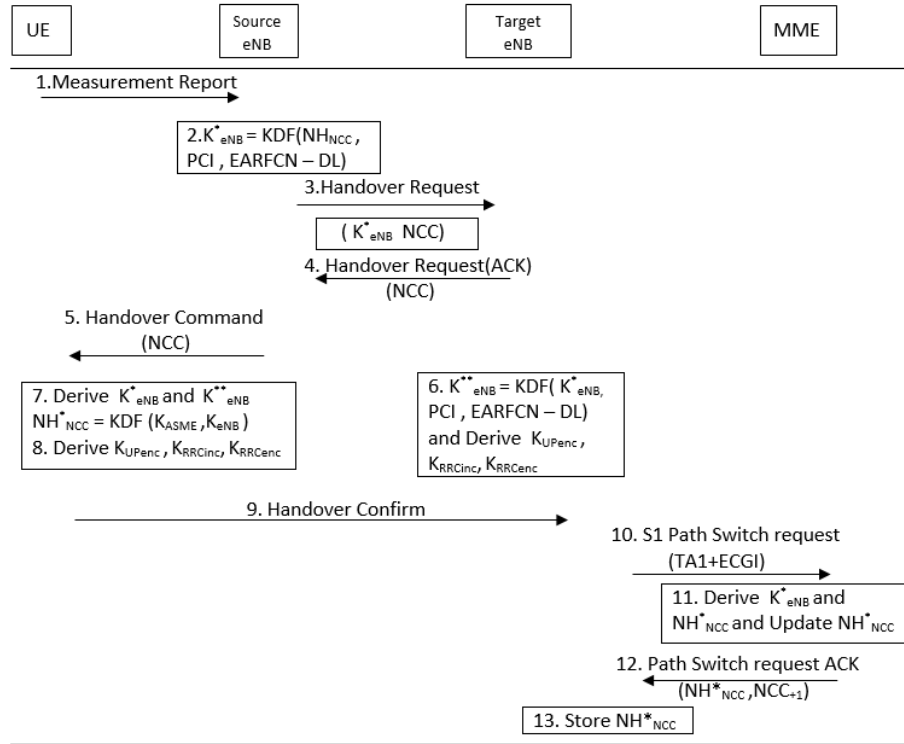 UE
Source
eNB
Target
eNB
MME
1.Measurement Report
2.K*eNB = KDF(NHNCC ,
PCI , EARFCN – DL)
3.Handover Request
( K*eNB NCC)
4. Handover Request(ACK)
(NCC)
5. Handover Command
(NCC)
7. Derive K*eNB and K**eNB
NH*NCC = KDF (KASME ,KeNB )
8. Derive KUPenc , KRRCinc, KRRCenc
6. K**eNB = KDF( K*eNB,
PCI , EARFCN – DL)
and Derive KUPenc ,
KRRCinc, KRRCenc
9. Handover Confirm
10. S1 Path Switch request
(TA1+ECGI)
11. Derive K*eNB and
NH*NCC and Update NH*NCC
12. Path Switch request ACK
(NH*NCC ,NCC+1)
13. Store NH*NCC